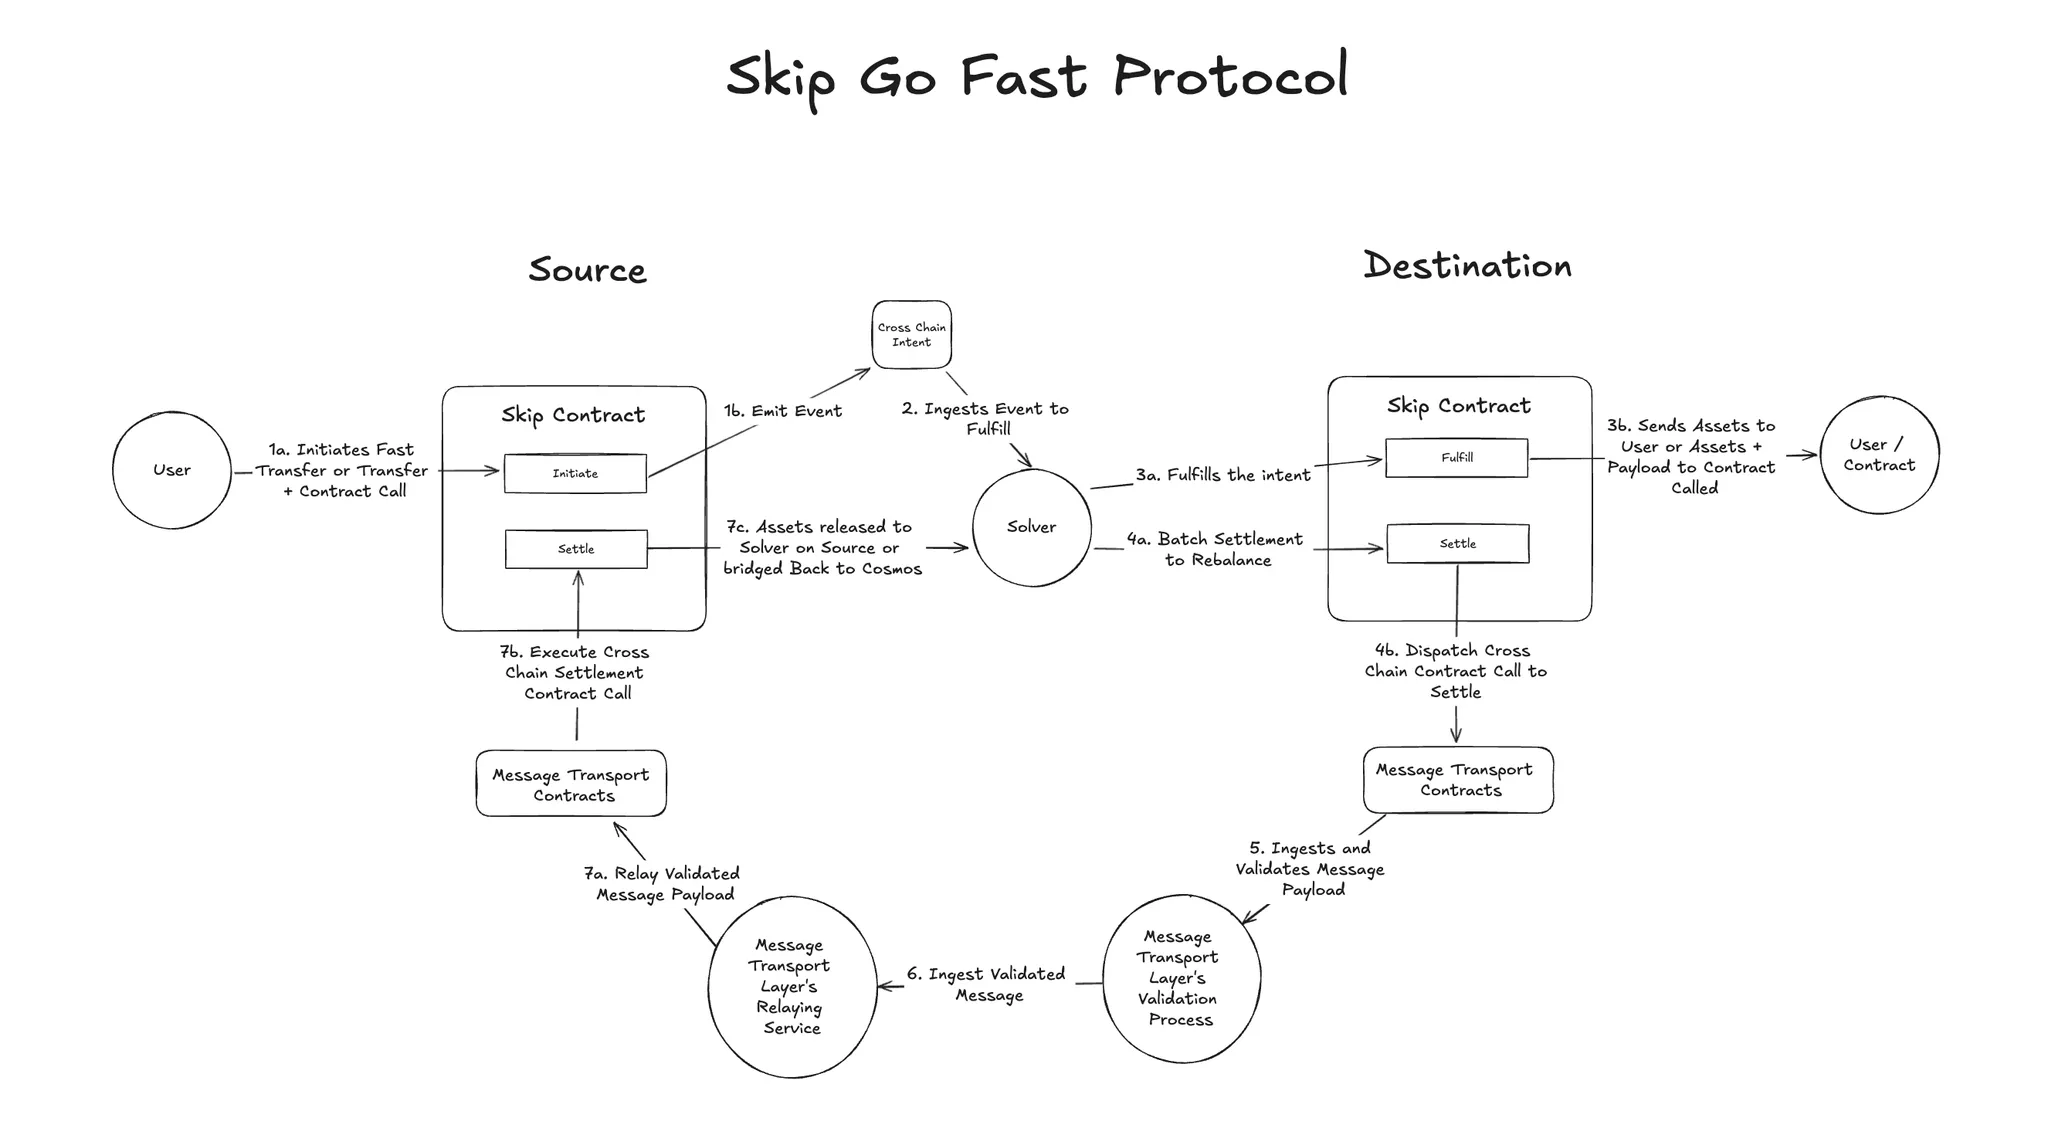 Skip Go Fast Protocol
Source
Destination
Cross Chain
Intent
User
1a. Initiates Fast
Transfer or Transfer
+ Contract Call
Skip Contract
Initiate
Settle
1b. Emit Event
2. Ingests Event to
Fulfill
7c. Assets released to
Solver on Source or
bridged Back to Cosmos
Solver
3a. Fulfills the intent
4a. Batch Settlement
to Rebalance
Skip Contract
Fulfill
Settle
3b. Sends Assets to
User or Assets +
Payload to Contract
Called
User /
Contract
7b. Execute Cross
Chain Settlement
Contract Call
4b. Dispatch Cross
Chain Contract Call to
Settle
Message Transport
Contracts
Message Transport
Contracts
7a. Relay Validated
Message Payload
5. Ingests and
Validates Message
Payload
Message
Transport
Layer's
Relaying
Service
6. Ingest Validated
Message
Message
Transport
Layer's
Validation
Process